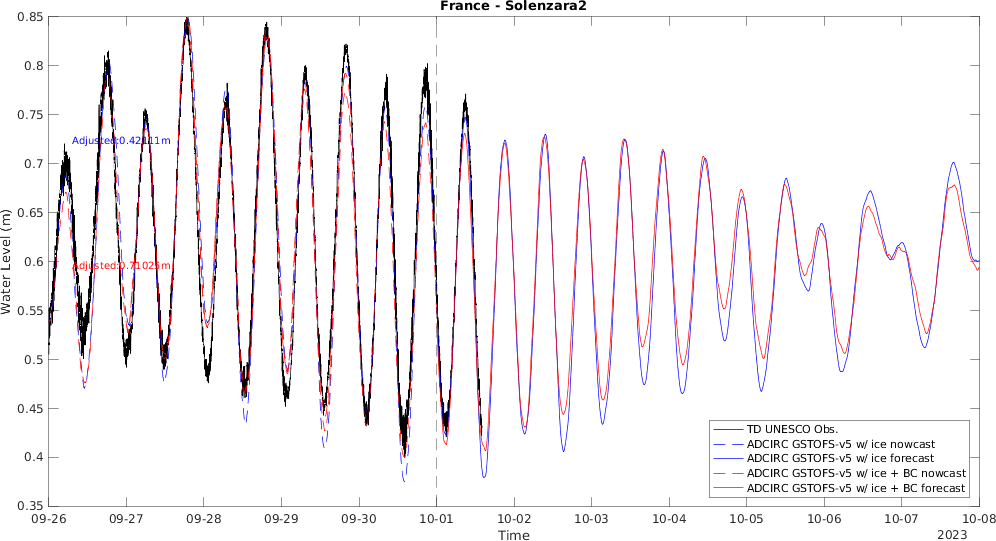 France - Solenzara2
Water Level (m)
0.85
0.8
0.75
0.7
0.65
0.6
0.55
0.5
0.45
0.4
0.35
Adjusted:0.42111m
Adjusted:0.71025m
TD UNESCO Obs.
ADCIRC GSTOFS-v5 w/ ice nowcast
ADCIRC GSTOFS-v5 w/ ice forecast
ADCIRC GSTOFS-v5 w/ ice + BC nowcast
ADCIRC GSTOFS-v5 w/ ice + BC forecast
09-26 09-27 09-28 09-29 09-30 10-01 10-02 10-03 10-04 10-05 10-06 10-07 10-08
Time
2023